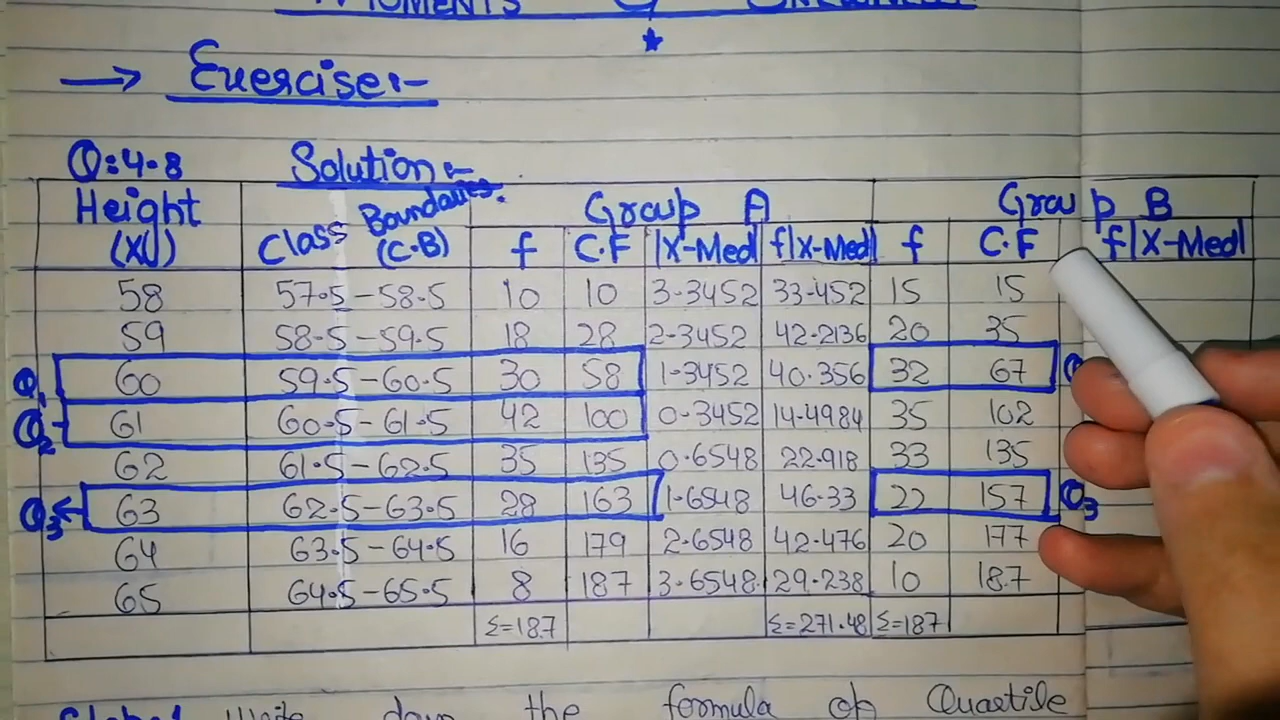 MOMENTS
→ Exercise:-
Q:4.8 Solution:-
Height (Xi) Class Boundaries. (C.B) Group A Group B
f C.F |X-Med| f|X-Med| f C.F f|X-Med|
58 57.5-58.5 10 10 3.3452 33.452 15 15
59 58.5-59.5 18 28 2.3452 42.2136 20 35
Q1 60 59.5-60.5 30 58 1.3452 40.356 32 67
Q2 61 60.5-61.5 42 100 0.3452 14.4984 35 102
62 61.5-62.5 35 135 0.6548 22.918 33 135
Q3 63 62.5-63.5 28 163 1.6548 46.33 22 157 Q3
64 63.5-64.5 16 179 2.6548 42.476 20 177
65 64.5-65.5 8 187 3.6548 29.238 10 187
Σ=187 Σ=271.48 Σ=187
Write down the formula of Quartile